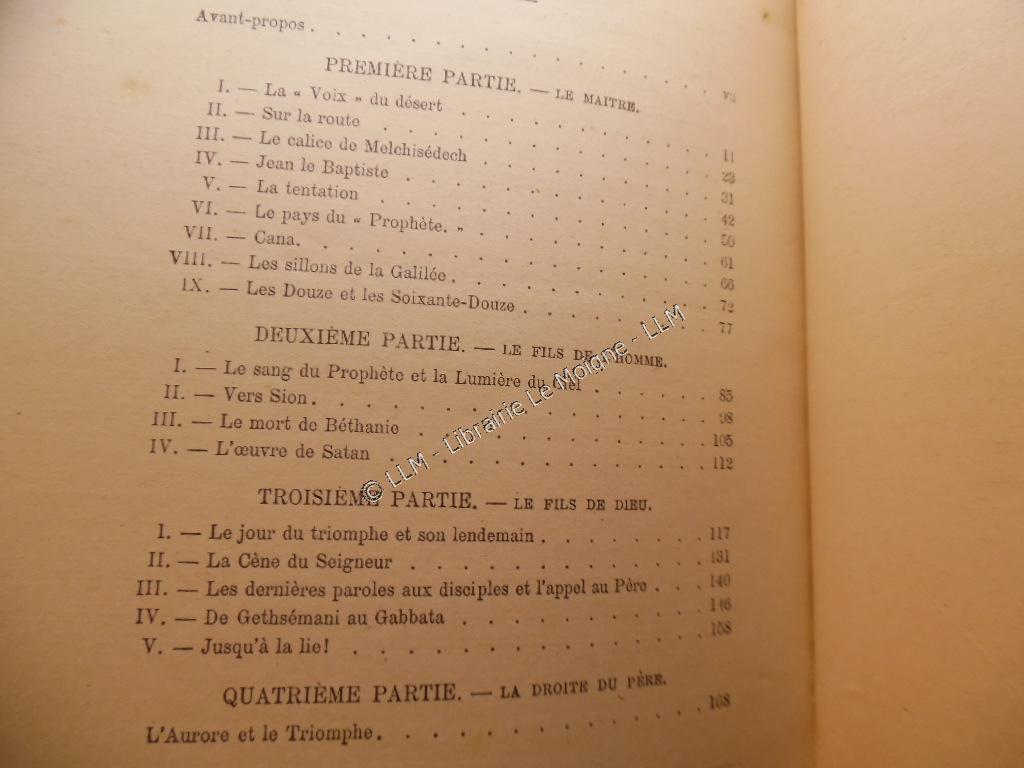 Avant-propos . . . . . . . . . . . . . . . . vii
PREMIÈRE PARTIE. — LE MAITRE.
I. — La « Voix » du désert . . . . . . . . . . 11
II. — Sur la route . . . . . . . . . . . . . 23
III. — Le calice de Melchisédech . . . . . . . . . 31
IV. — Jean le Baptiste . . . . . . . . . . . . 42
V. — La tentation . . . . . . . . . . . . . 50
VI. — Le pays du « Prophète. » . . . . . . . . . 61
VII. — Cana. . . . . . . . . . . . . . . . 66
VIII. — Les sillons de la Galilée . . . . . . . . . . 72
IX. — Les Douze et les Soixante-Douze . . . . . . . 77
DEUXIÈME PARTIE. — LE FILS DE L'HOMME.
I. — Le sang du Prophète et la Lumière du ciel . . . . . 85
II. — Vers Sion . . . . . . . . . . . . . . . 98
III. — Le mort de Béthanie . . . . . . . . . . . 105
IV. — L'œuvre de Satan . . . . . . . . . . . . 112
TROISIÈME PARTIE. — LE FILS DE DIEU.
I. — Le jour du triomphe et son lendemain . . . . . . . 117
II. — La Cène du Seigneur . . . . . . . . . . . 131
III. — Les dernières paroles aux disciples et l'appel au Père . . . 140
IV. — De Gethsémani au Gabbata . . . . . . . . . 146
V. — Jusqu'à la lie! . . . . . . . . . . . . . 158
QUATRIÈME PARTIE. — LA DROITE DU PÈRE.
L'Aurore et le Triomphe . . . . . . . . . . . . . 168
© LLM - Librairie Le Moigne - LLM